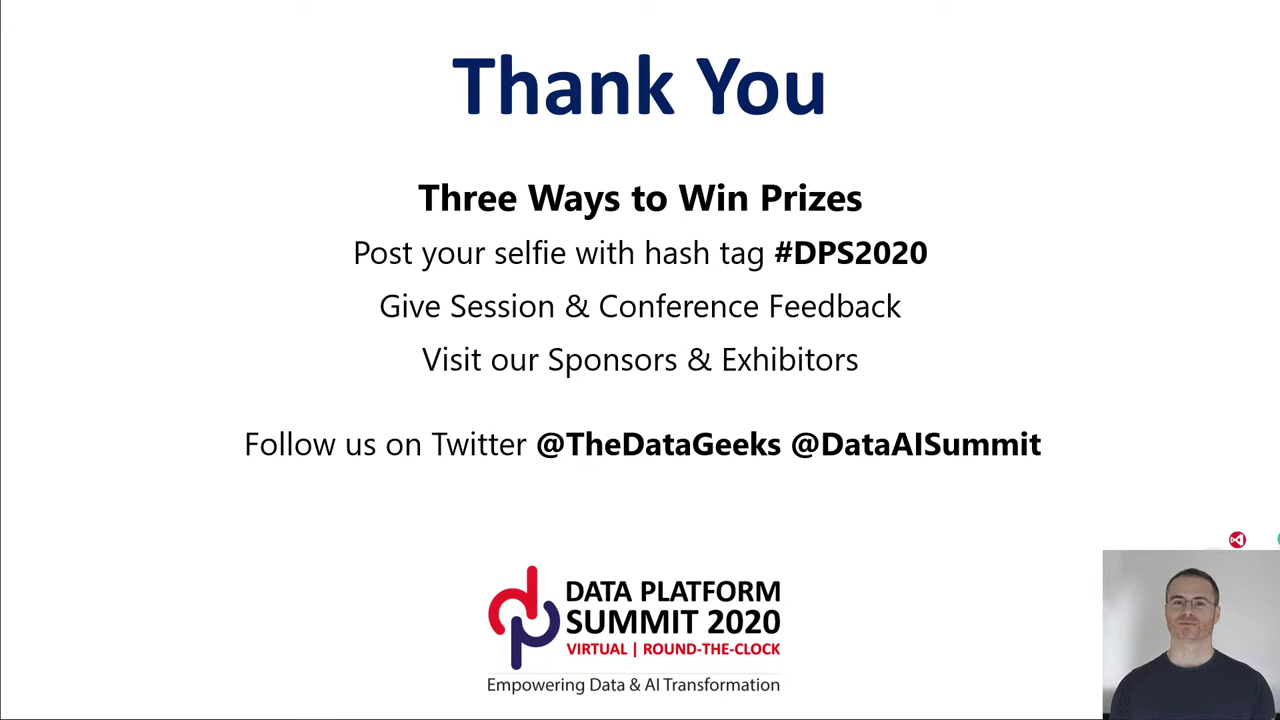 Thank You
Three Ways to Win Prizes
Post your selfie with hash tag #DPS2020
Give Session & Conference Feedback
Visit our Sponsors & Exhibitors
Follow us on Twitter @TheDataGeeks @DataAISummit
DATA PLATFORM
SUMMIT 2020
VIRTUAL | ROUND-THE-CLOCK
Empowering Data & AI Transformation